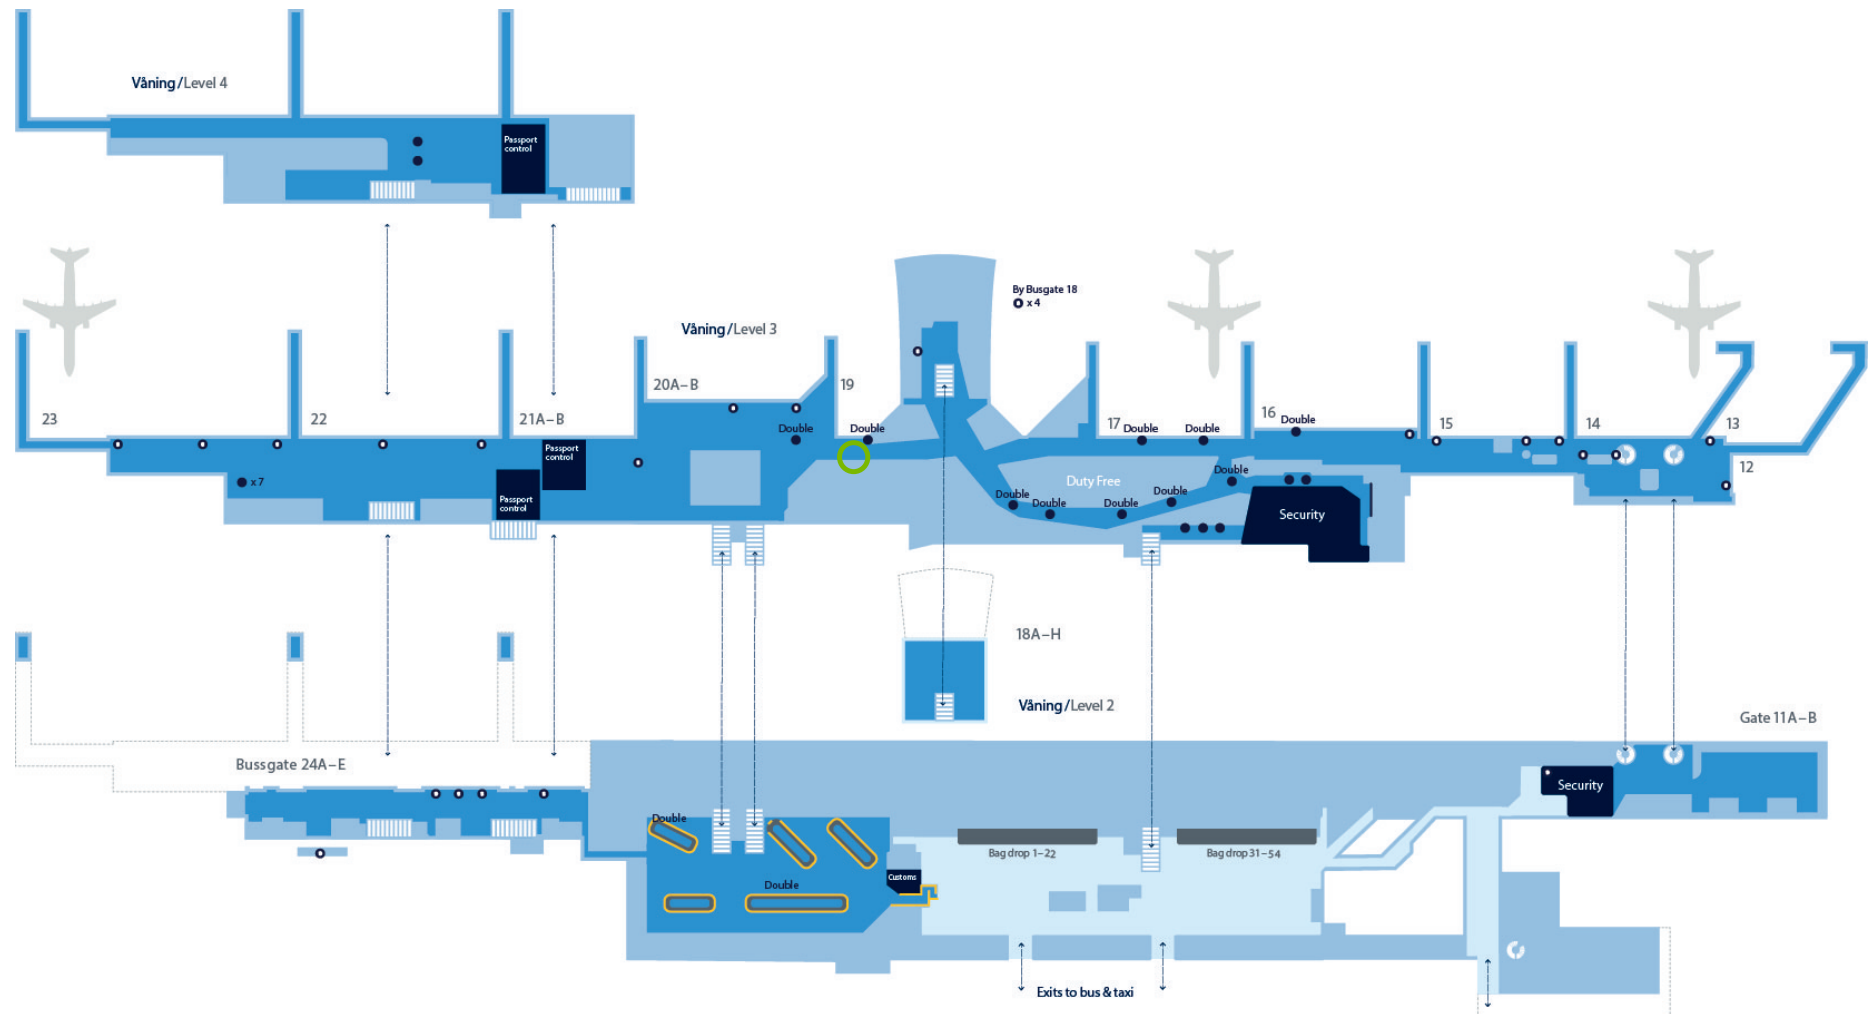 Våning/Level 4
Passport
control
By Busgate 18
x 4
Våning/Level 3
20A–B
19
23
22
21A–B
Double
Double
17
Double
Double
16
Double
15
14
13
12
Passport
control
x 7
Passport
control
Duty Free
Double
Double
Double
Double
Double
Security
18A–H
Våning/Level 2
Gate 11A–B
Bussgate 24A–E
Security
Double
Bag drop 1–22
Bag drop 31–54
Customs
Double
Exits to bus & taxi